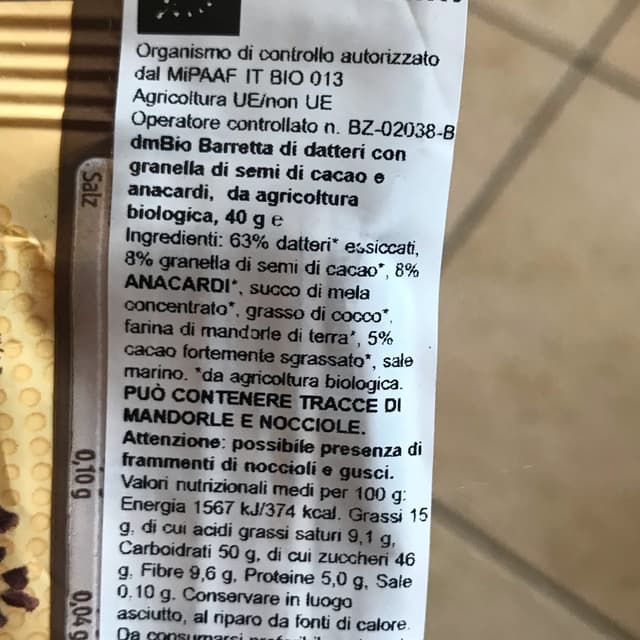 Organismo di controllo autorizzato
dal MiPAAF IT BIO 013
Agricoltura UE/non UE
Operatore controllato n. BZ-02038-B
dmBio Barretta di datteri con
granella di semi di cacao e
anacardi, da agricoltura
biologica, 40 g e
Ingredienti: 63% datteri* essiccati,
8% granella di semi di cacao*, 8%
ANACARDI*, succo di mela
concentrato*, grasso di cocco*,
farina di mandorle di terra*, 5%
cacao fortemente sgrassato*, sale
marino. *da agricoltura biologica.
PUÒ CONTENERE TRACCE DI
MANDORLE E NOCCIOLE.
Attenzione: possibile presenza di
frammenti di noccioli e gusci.
Valori nutrizionali medi per 100 g:
Energia 1567 kJ/374 kcal. Grassi 15
g, di cui acidi grassi saturi 9,1 g,
Carboidrati 50 g, di cui zuccheri 46
g. Fibre 9,6 g, Proteine 5,0 g, Sale
0,10 g. Conservare in luogo
asciutto, al riparo da fonti di calore.
Da consumarsi
Salz
0,10 g
0,04 g